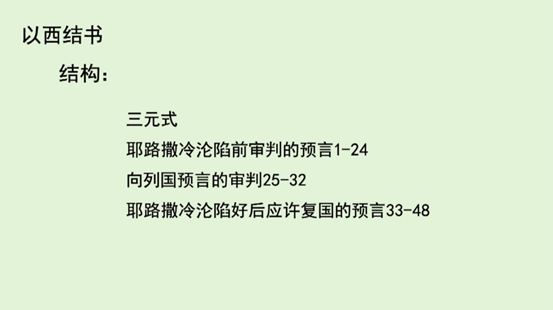 以西结书
结构：
三元式
耶路撒冷沦陷前审判的预言1-24
向列国预言的审判25-32
耶路撒冷沦陷好后应许复国的预言33-48